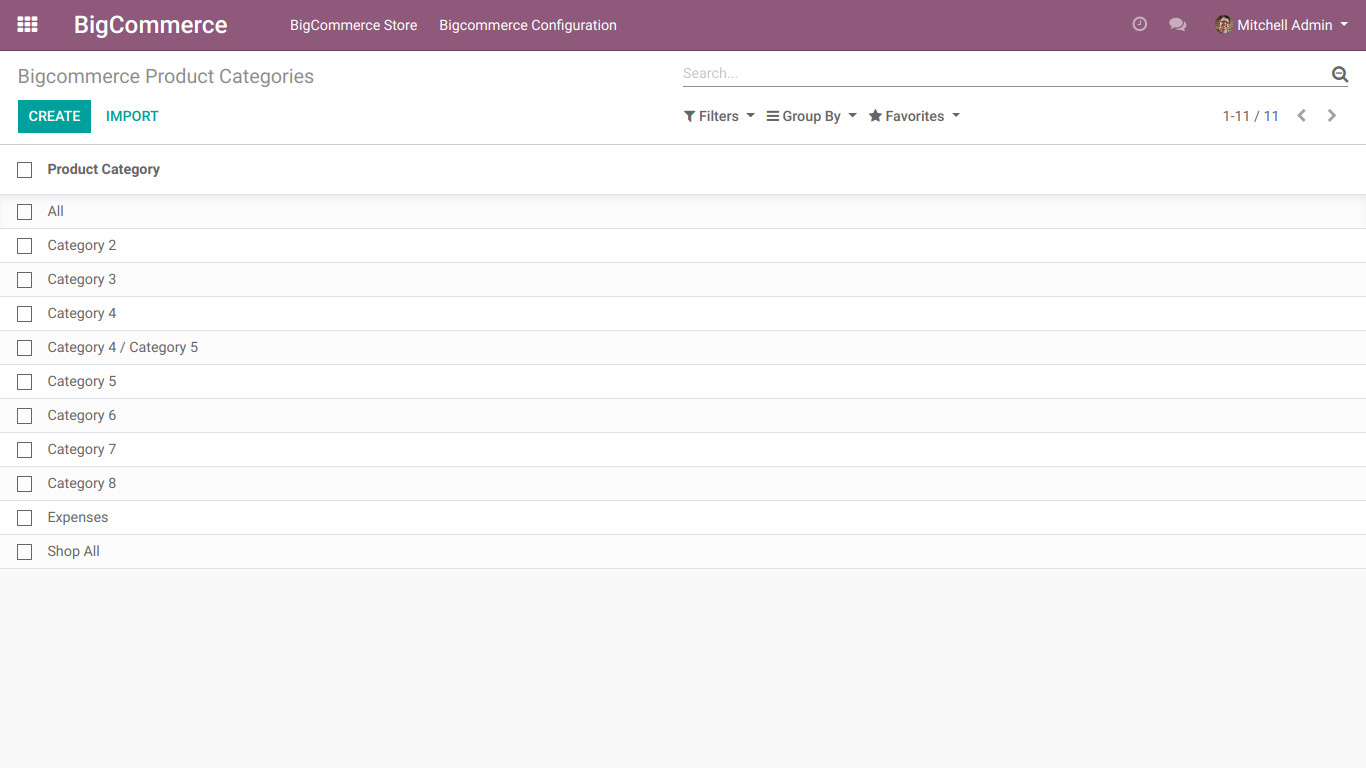 BigCommerce BigCommerce Store Bigcommerce Configuration Mitchell Admin
Bigcommerce Product Categories Search...
CREATE IMPORT Filters Group By Favorites 1-11 / 11
Product Category
All
Category 2
Category 3
Category 4
Category 4 / Category 5
Category 5
Category 6
Category 7
Category 8
Expenses
Shop All